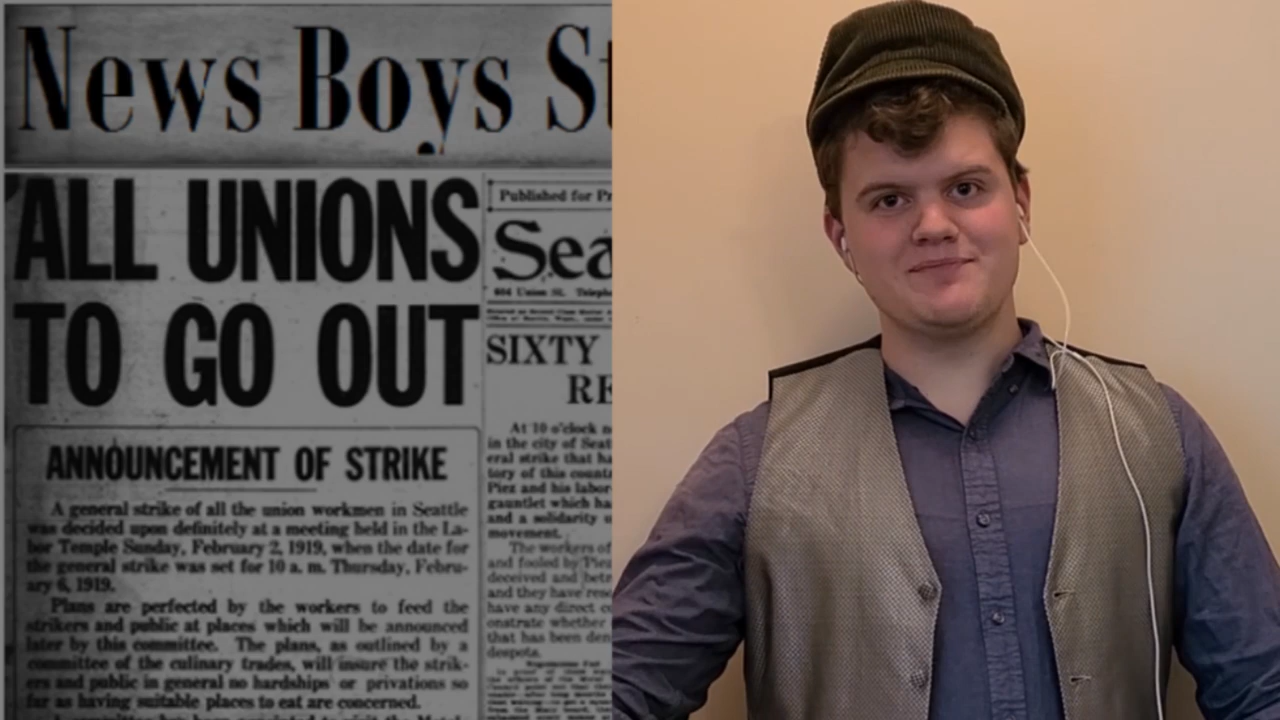 News Boys St
ALL UNIONS
TO GO OUT
ANNOUNCEMENT OF STRIKE
A general strike of all the union workmen in Seattle
was decided upon definitely at a meeting held in the La-
bor Temple Sunday, February 2, 1919, when the date for
the general strike was set for 10 a. m. Thursday, Febru-
ary 6, 1919.
Plans are perfected by the workers to feed the
strikers and public at places which will be announced
later by this committee. The plans, as outlined by a
committee of the culinary trades, will insure the strik-
ers and public in general no hardships or privations so
far as having suitable places to eat are concerned.
Published for Pr
Sea
604 Union St. Teleph
SIXTY
RE
At 10 o'clock
in the city of Seat
eral strike that ha
tory of this count
Piez and his labor
gauntlet which ha
and a solidarity o
movement.
The workers of
and fooled by Piez
deceived and betr
and they have
have any direct c
onstrate whether
that has been den
despots.